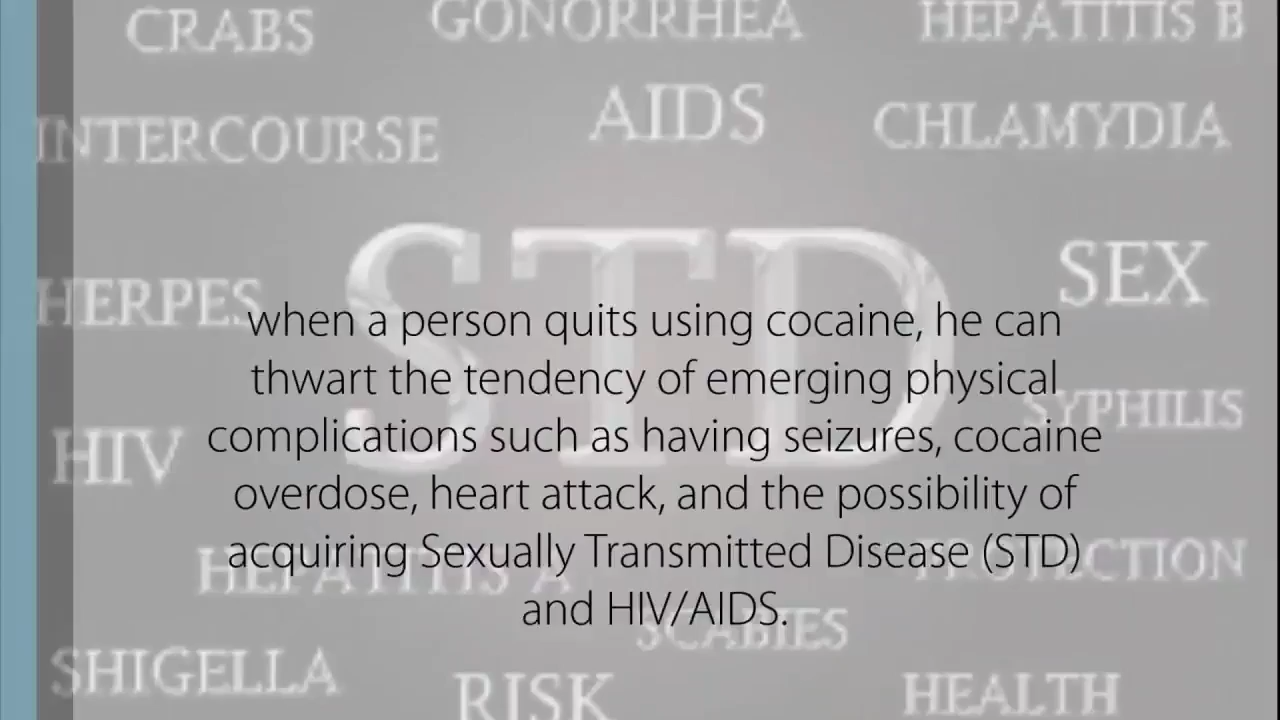 CRABS GONORRHEA HEPATITIS B
INTERCOURSE AIDS CHLAMYDIA
STD
HERPES SEX
when a person quits using cocaine, he can
thwart the tendency of emerging physical
complications such as having seizures, cocaine
overdose, heart attack, and the possibility of
acquiring Sexually Transmitted Disease (STD)
and HIV/AIDS.
SYPHILIS
HIV
HEPATITIS A PROTECTION
SCABIES
SHIGELLA RISK HEALTH